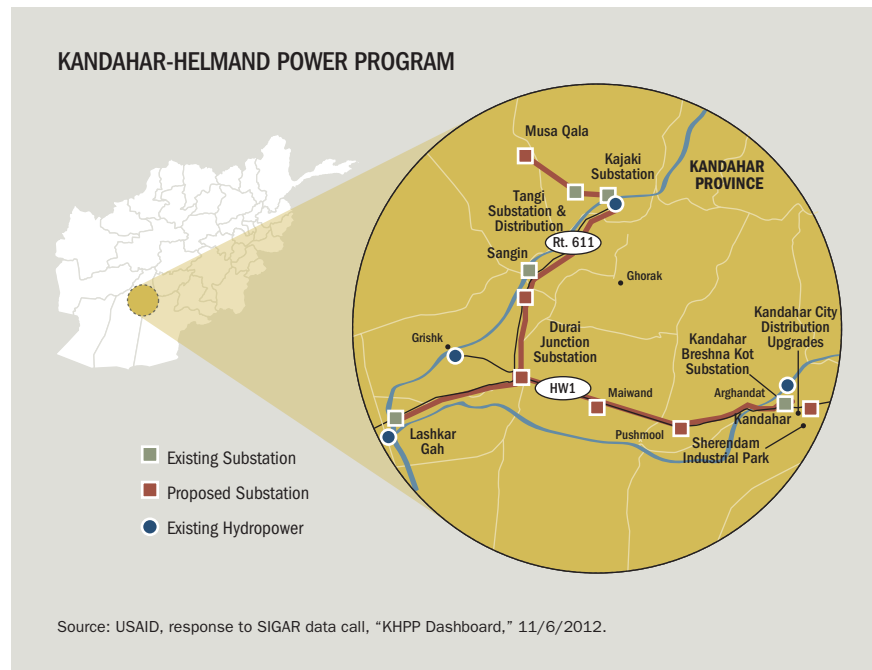 KANDAHAR-HELMAND POWER PROGRAM
Musa Qala
Kajaki
Substation
KANDAHAR
PROVINCE
Tangi
Substation &
Distribution
Rt. 611
Sangin
Ghorak
Kandahar City
Distribution
Upgrades
Durai
Junction
Substation
Kandahar
Breshna Kot
Substation
Grishk
HW1
Maiwand
Arghandat
Kandahar
Pushmool
Sherendam
Industrial Park
Lashkar
Gah
Existing Substation
Proposed Substation
Existing Hydropower
Source: USAID, response to SIGAR data call, “KHPP Dashboard,” 11/6/2012.